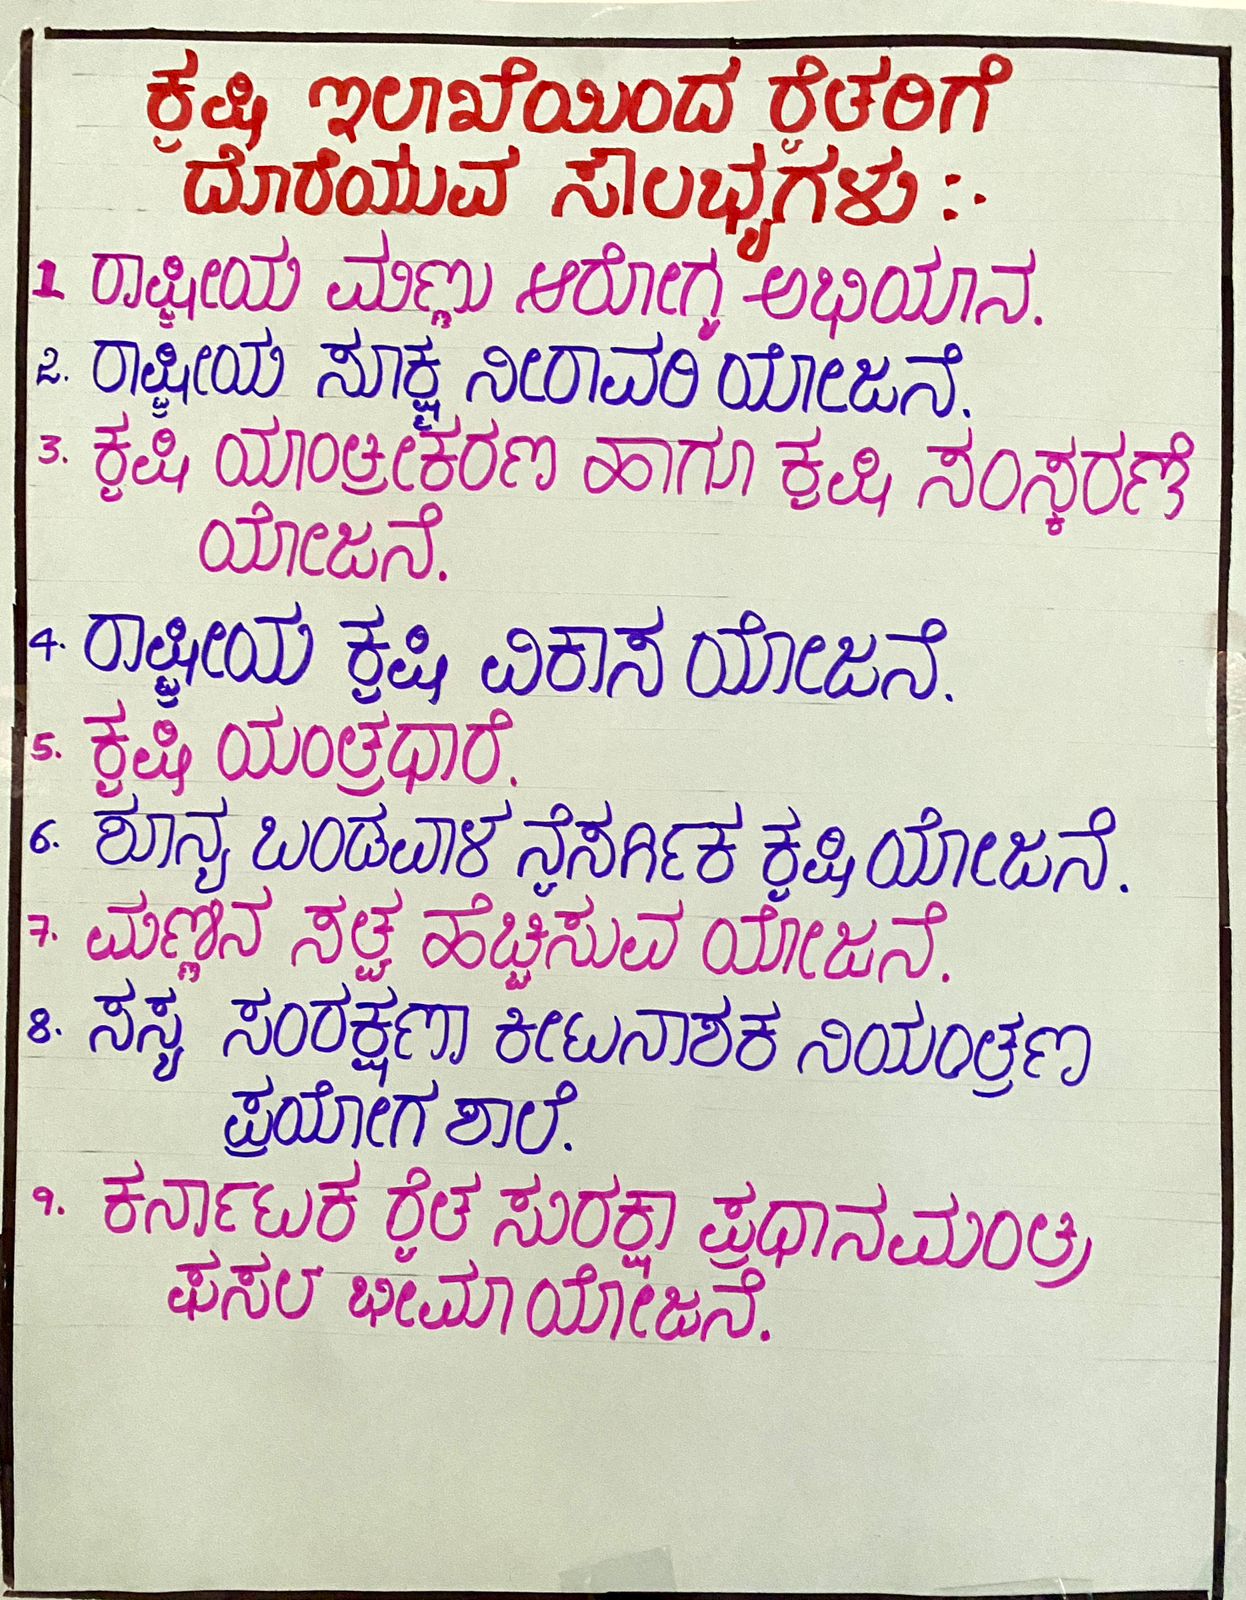 ಕೃಷಿ ಇಲಾಖೆಯಿಂದ ರೈತರಿಗೆ
ದೊರೆಯುವ ಸೌಲಭ್ಯಗಳು :-
1 ರಾಷ್ಟ್ರೀಯ ಮಣ್ಣು ಆರೋಗ್ಯ ಅಭಿಯಾನ.
2. ರಾಷ್ಟ್ರೀಯ ಸೂಕ್ಷ್ಮ ನೀರಾವರಿ ಯೋಜನೆ.
3. ಕೃಷಿ ಯಾಂತ್ರೀಕರಣ ಹಾಗೂ ಕೃಷಿ ಸಂಸ್ಕರಣೆ
ಯೋಜನೆ.
4. ರಾಷ್ಟ್ರೀಯ ಕೃಷಿ ವಿಕಾಸ ಯೋಜನೆ.
5. ಕೃಷಿ ಯಂತ್ರಧಾರೆ.
6. ಶೂನ್ಯ ಬಂಡವಾಳ ನೈಸರ್ಗಿಕ ಕೃಷಿ ಯೋಜನೆ.
7. ಮಣ್ಣಿನ ಸತ್ವ ಹೆಚ್ಚಿಸುವ ಯೋಜನೆ.
8. ಸಸ್ಯ ಸಂರಕ್ಷಣಾ ಕೀಟನಾಶಕ ನಿಯಂತ್ರಣ
ಪ್ರಯೋಗ ಶಾಲೆ.
9. ಕರ್ನಾಟಕ ರೈತ ಸುರಕ್ಷಾ ಪ್ರಧಾನಮಂತ್ರಿ
ಫಸಲ ಭೀಮಾ ಯೋಜನೆ.